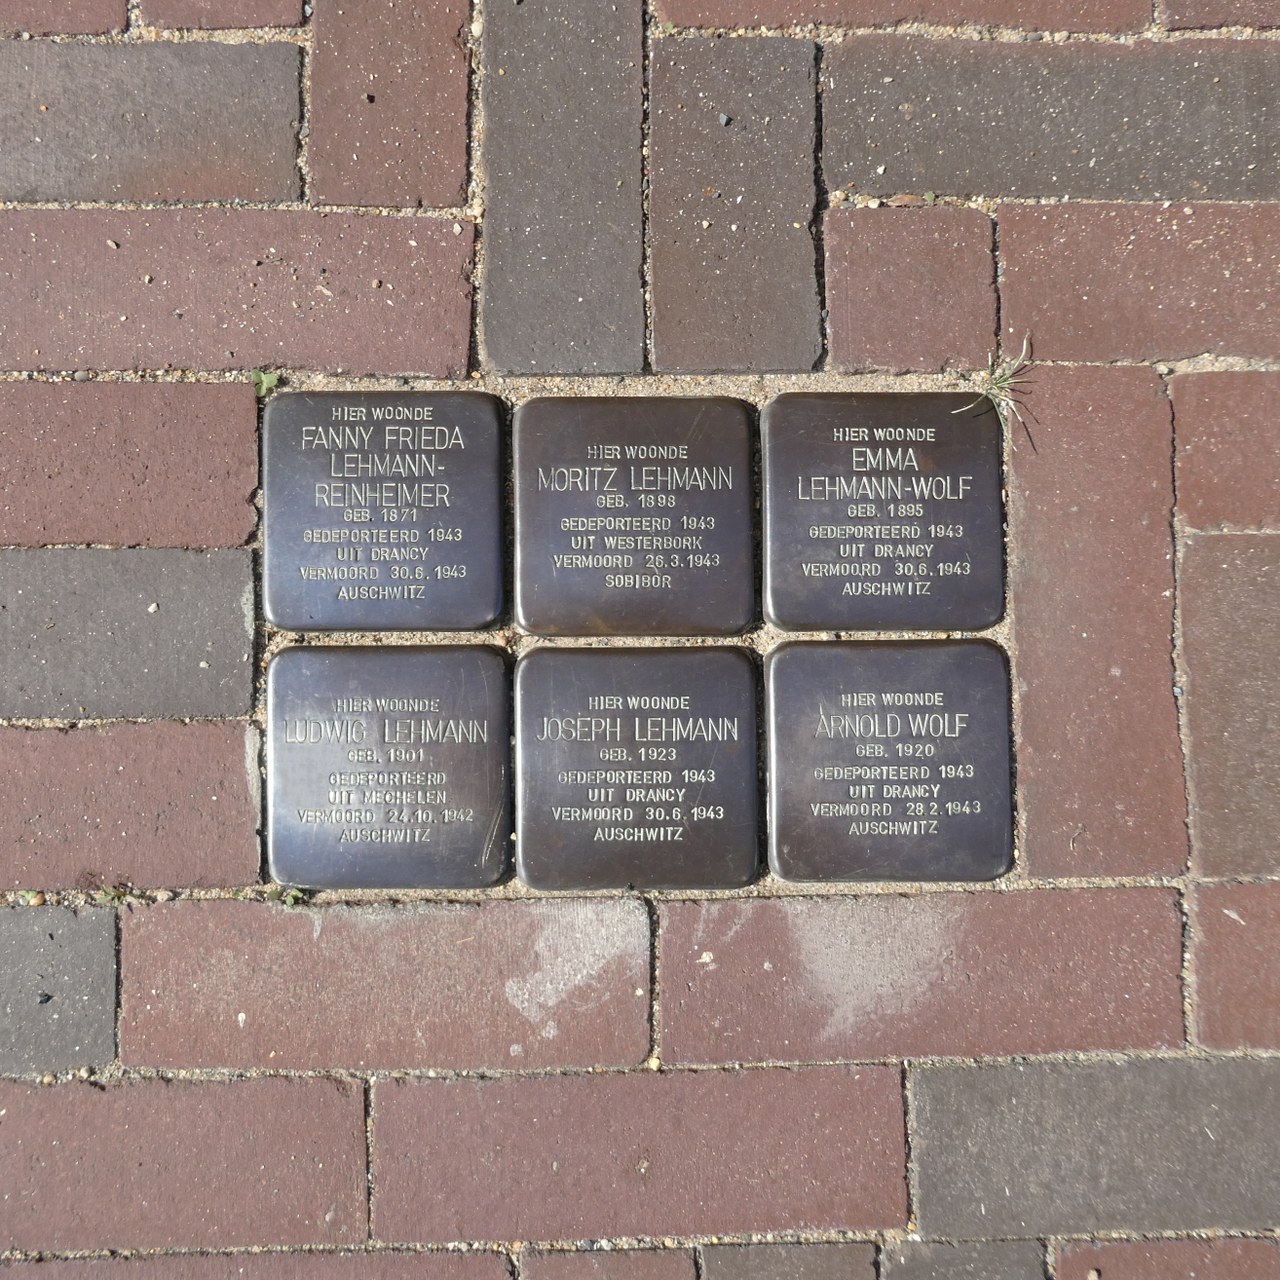 HIER WOONDE
FANNY FRIEDA
LEHMANN-
REINHEIMER
GEB. 1871
GEDEPORTEERD 1943
UIT DRANCY
VERMOORD 30.6.1943
AUSCHWITZ
HIER WOONDE
MORITZ LEHMANN
GEB. 1898
GEDEPORTEERD 1943
UIT WESTERBORK
VERMOORD 26.3.1943
SOBIBOR
HIER WOONDE
EMMA
LEHMANN-WOLF
GEB. 1895
GEDEPORTEERD 1943
UIT DRANCY
VERMOORD 30.6.1943
AUSCHWITZ
HIER WOONDE
LUDWIG LEHMANN
GEB. 1901
GEDEPORTEERD
UIT MECHELEN
VERMOORD 24.10.1942
AUSCHWITZ
HIER WOONDE
JOSEPH LEHMANN
GEB. 1923
GEDEPORTEERD 1943
UIT DRANCY
VERMOORD 30.6.1943
AUSCHWITZ
HIER WOONDE
ARNOLD WOLF
GEB. 1920
GEDEPORTEERD 1943
UIT DRANCY
VERMOORD 28.2.1943
AUSCHWITZ